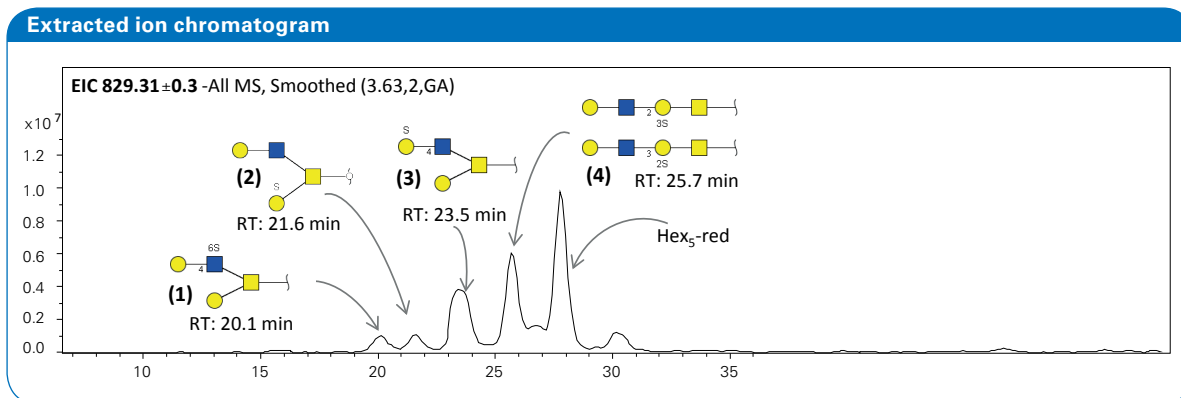 Extracted ion chromatogram
EIC 829.31±0.3 -All MS, Smoothed (3.63,2,GA)
x10⁷
1.2
1.0
0.8
0.6
0.4
0.2
0.0
10
15
20
25
30
35
6S
4
(1)
RT: 20.1 min
(2)
S
RT: 21.6 min
S
4
(3)
RT: 23.5 min
2
3S
3
2S
(4)
RT: 25.7 min
Hex₅-red